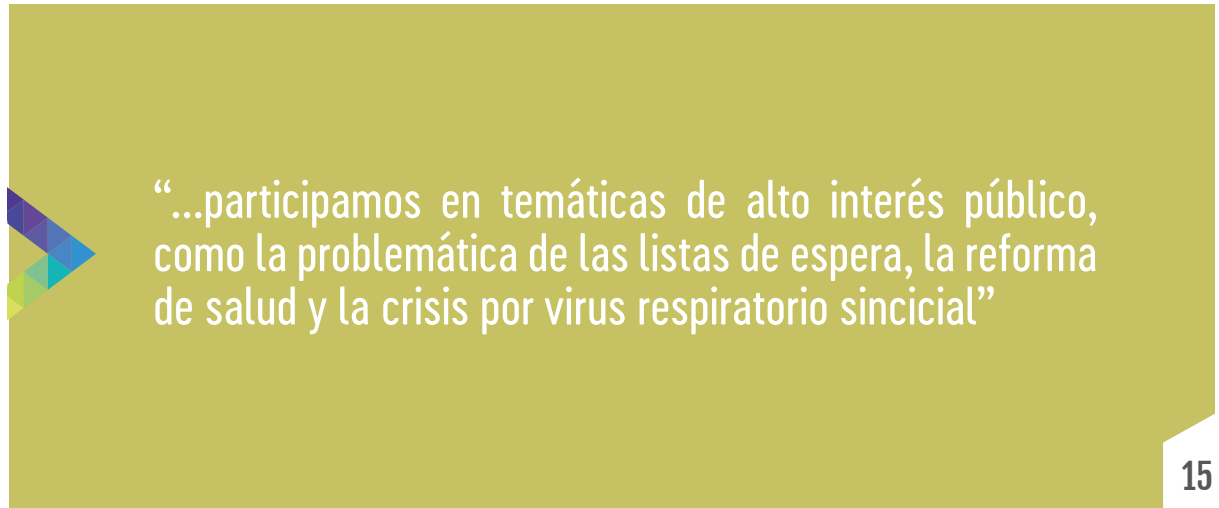 “...participamos en temáticas de alto interés público,
como la problemática de las listas de espera, la reforma
de salud y la crisis por virus respiratorio sincicial”
15